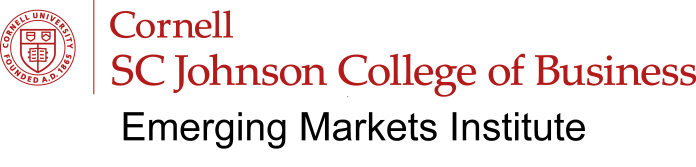 CORNELL UNIVERSITY
FOUNDED A.D. 1865
Cornell
SC Johnson College of Business
Emerging Markets Institute